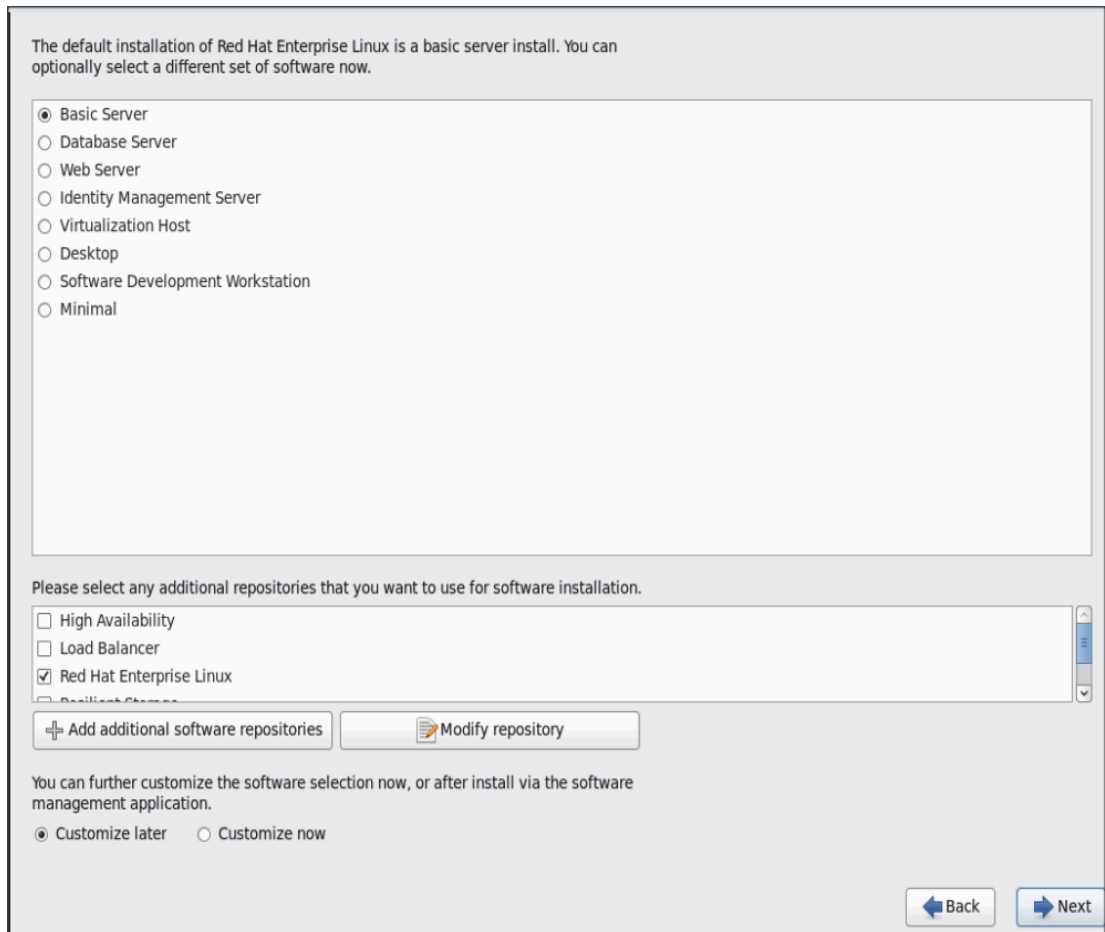 The default installation of Red Hat Enterprise Linux is a basic server install. You can
optionally select a different set of software now.
Basic Server
Database Server
Web Server
Identity Management Server
Virtualization Host
Desktop
Software Development Workstation
Minimal
Please select any additional repositories that you want to use for software installation.
High Availability
Load Balancer
Red Hat Enterprise Linux
Resilient Storage
Add additional software repositories
Modify repository
You can further customize the software selection now, or after install via the software
management application.
Customize later
Customize now
Back
Next